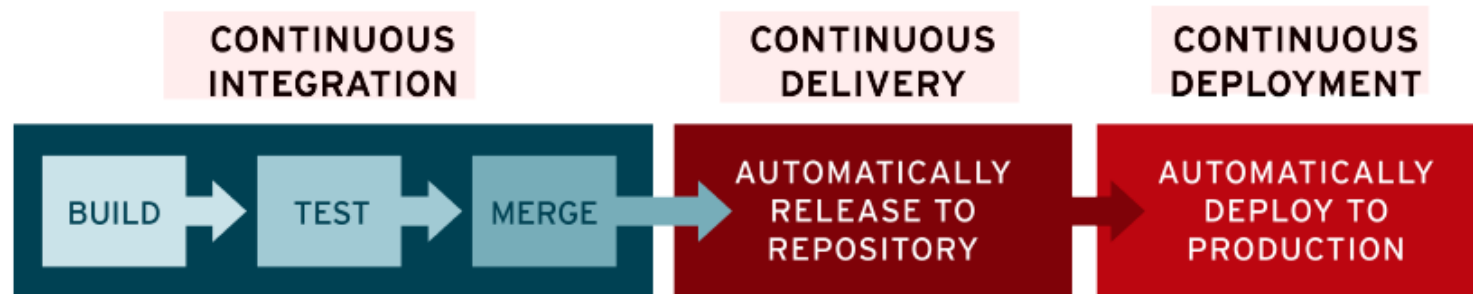 CONTINUOUS
INTEGRATION
CONTINUOUS
DELIVERY
CONTINUOUS
DEPLOYMENT
BUILD
TEST
MERGE
AUTOMATICALLY
RELEASE TO
REPOSITORY
AUTOMATICALLY
DEPLOY TO
PRODUCTION